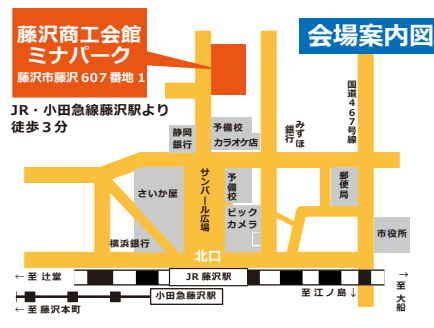 藤沢商工会館
ミナパーク
藤沢市藤沢 607 番地 1
会場案内図
JR・小田急線藤沢駅より
徒歩３分
国道467号線
静岡
銀行
予備校
カラオケ店
みずほ
銀行
さいか屋
サンパール広場
予備校
郵便局
ビック
カメラ
市役所
横浜銀行
北口
← 至 辻堂
JR 藤沢駅
小田急藤沢駅
至 江ノ島 ↓
→
至 大船
← 至 藤沢本町